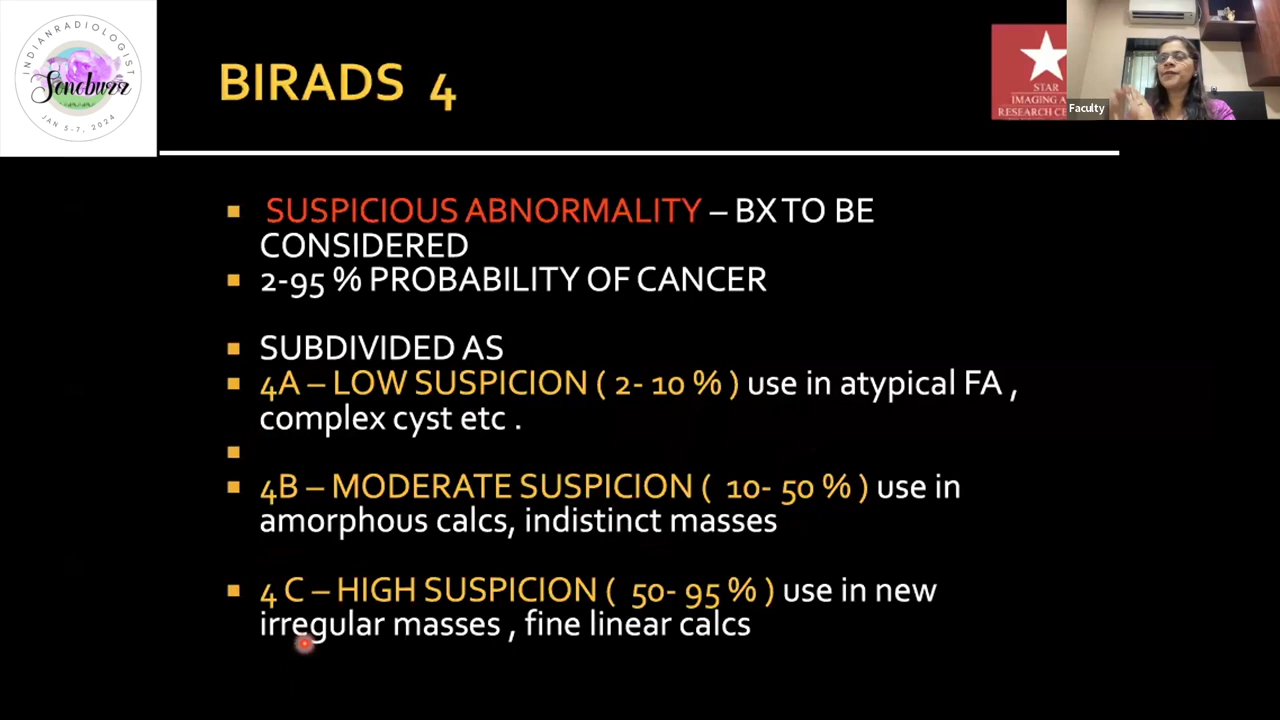 INDIANRADIOLOGIST
Sonobuzz
JAN 5-7, 2024
BIRADS 4
STAR
IMAGING
RESEARCH
Faculty
SUSPICIOUS ABNORMALITY – BX TO BE
CONSIDERED
2-95 % PROBABILITY OF CANCER
SUBDIVIDED AS
4A – LOW SUSPICION ( 2- 10 % ) use in atypical FA ,
complex cyst etc .
4B – MODERATE SUSPICION ( 10- 50 % ) use in
amorphous calcs, indistinct masses
4 C – HIGH SUSPICION ( 50- 95 % ) use in new
irregular masses , fine linear calcs